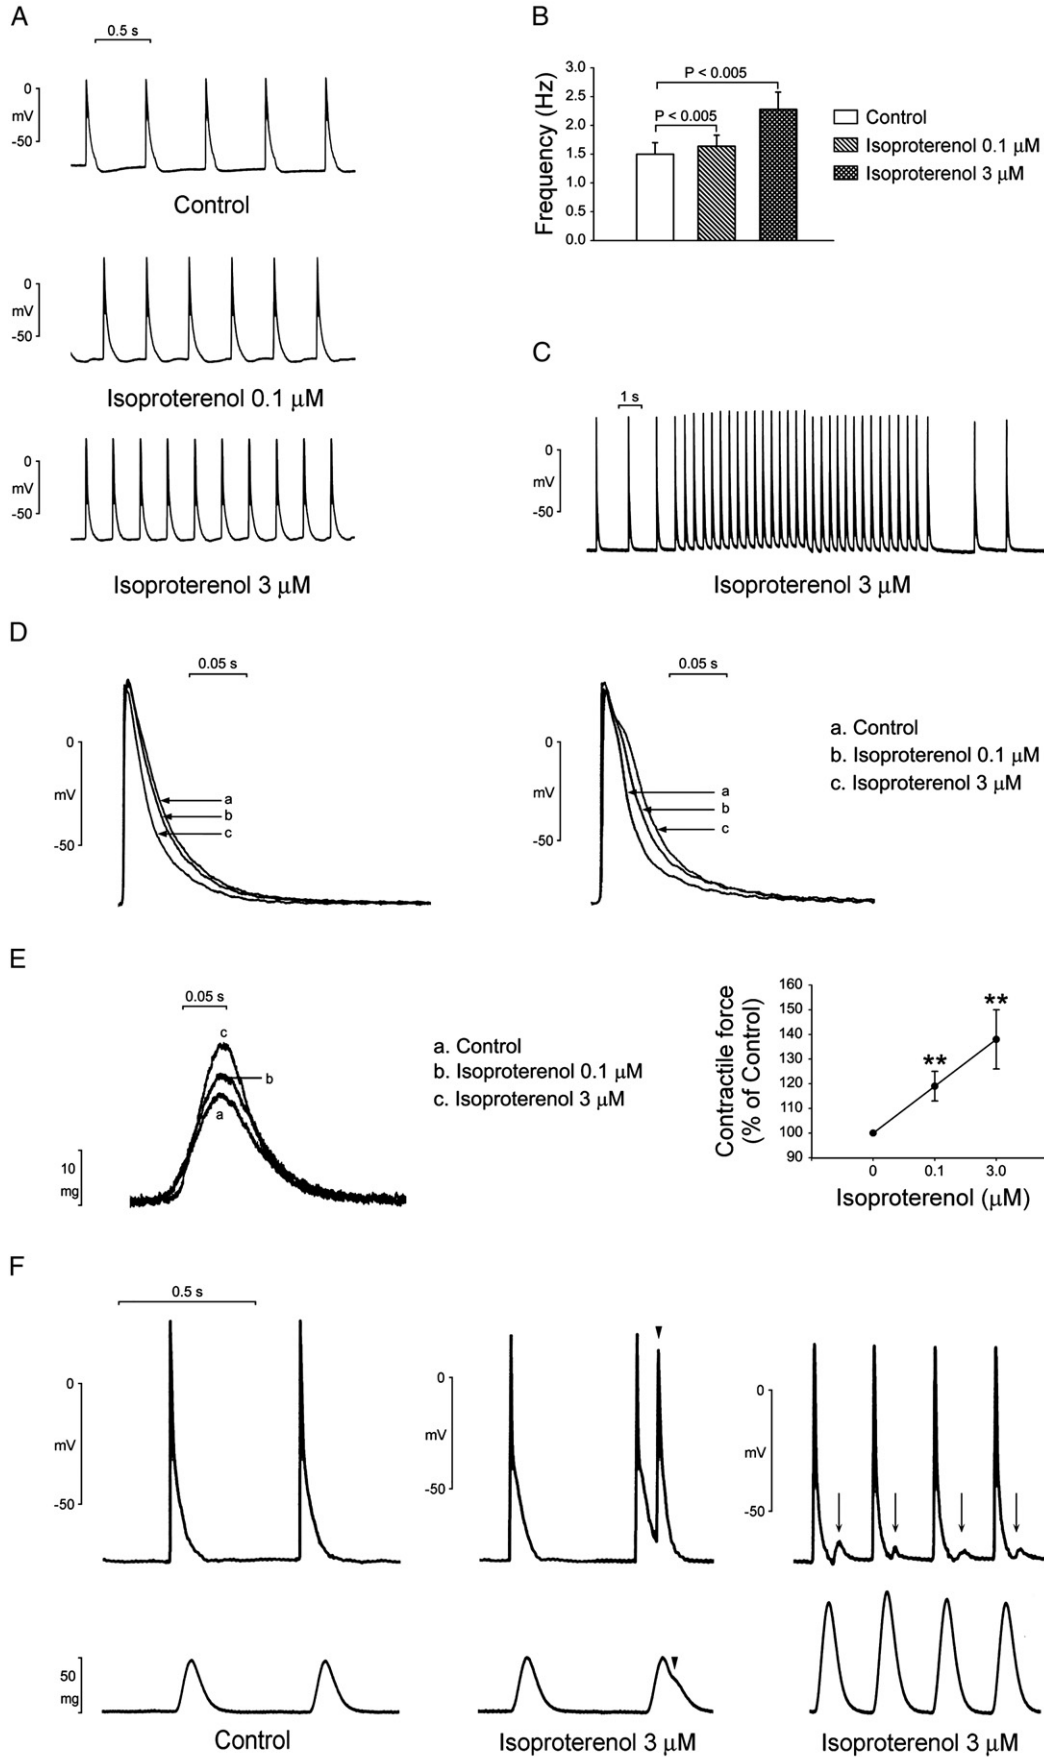 A
0.5 s
0
mV
-50
Control
0
mV
-50
Isoproterenol 0.1 µM
0
mV
-50
Isoproterenol 3 µM
B
Frequency (Hz)
3.0
2.5
2.0
1.5
1.0
0.5
0.0
P < 0.005
P < 0.005
Control
Isoproterenol 0.1 µM
Isoproterenol 3 µM
C
1 s
0
mV
-50
Isoproterenol 3 µM
D
0.05 s
0
mV
-50
a
b
c
0.05 s
0
mV
-50
a
b
c
a. Control
b. Isoproterenol 0.1 µM
c. Isoproterenol 3 µM
E
0.05 s
c
b
a
10
mg
a. Control
b. Isoproterenol 0.1 µM
c. Isoproterenol 3 µM
Contractile force
(% of Control)
160
150
140
130
120
110
100
90
**
**
0
0.1
3.0
Isoproterenol (µM)
F
0.5 s
0
mV
-50
0
mV
-50
0
mV
-50
50
mg
Control
Isoproterenol 3 µM
Isoproterenol 3 µM